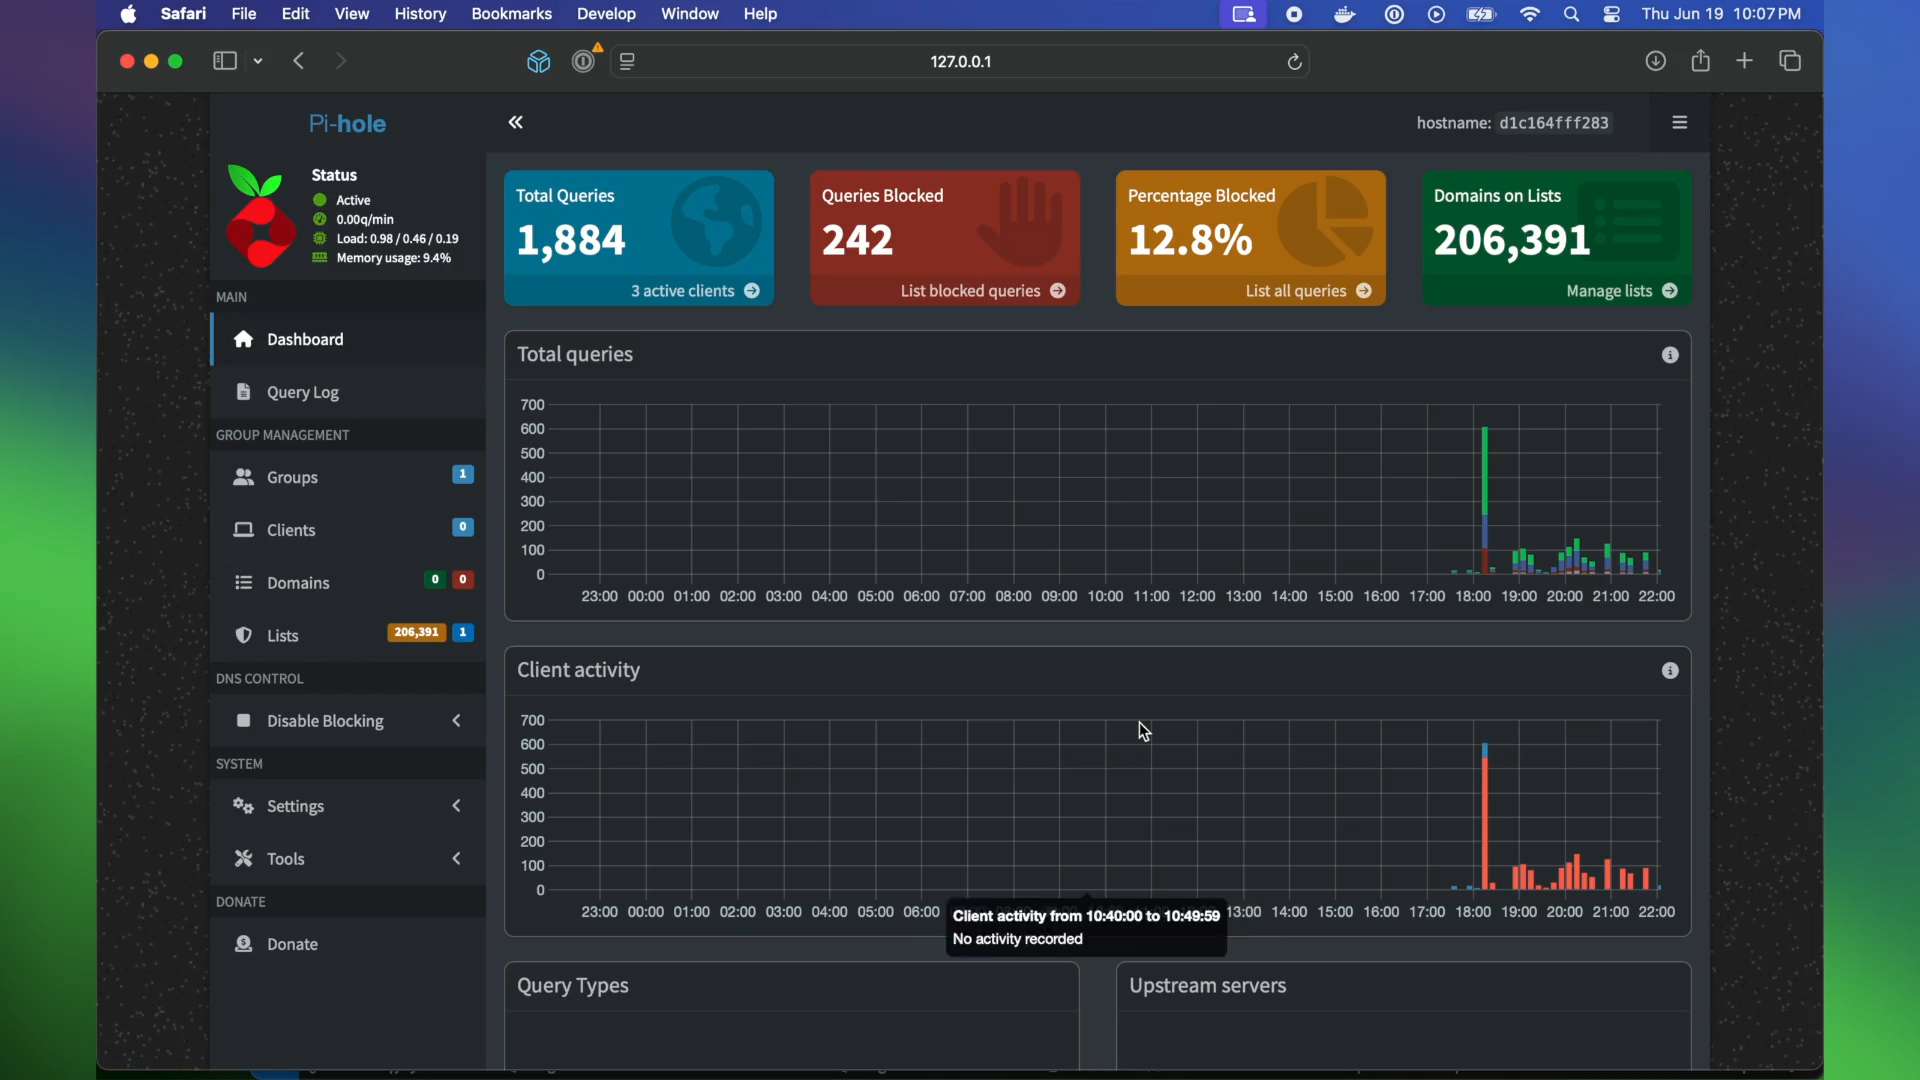 Safari File Edit View History Bookmarks Develop Window Help Thu Jun 19 10:07 PM
127.0.0.1
Pi-hole
hostname: d1c164fff283
Status
Active
0.00q/min
Load: 0.98 / 0.46 / 0.19
Memory usage: 9.4%
MAIN
Dashboard
Query Log
GROUP MANAGEMENT
Groups 1
Clients 0
Domains 0 0
Lists 206,391 1
DNS CONTROL
Disable Blocking
SYSTEM
Settings
Tools
DONATE
Donate
Total Queries
1,884
3 active clients
Queries Blocked
242
List blocked queries
Percentage Blocked
12.8%
List all queries
Domains on Lists
206,391
Manage lists
Total queries
700
600
500
400
300
200
100
0
23:00 00:00 01:00 02:00 03:00 04:00 05:00 06:00 07:00 08:00 09:00 10:00 11:00 12:00 13:00 14:00 15:00 16:00 17:00 18:00 19:00 20:00 21:00 22:00
Client activity
700
600
500
400
300
200
100
0
23:00 00:00 01:00 02:00 03:00 04:00 05:00 06:00 13:00 14:00 15:00 16:00 17:00 18:00 19:00 20:00 21:00 22:00
Client activity from 10:40:00 to 10:49:59
No activity recorded
Query Types
Upstream servers